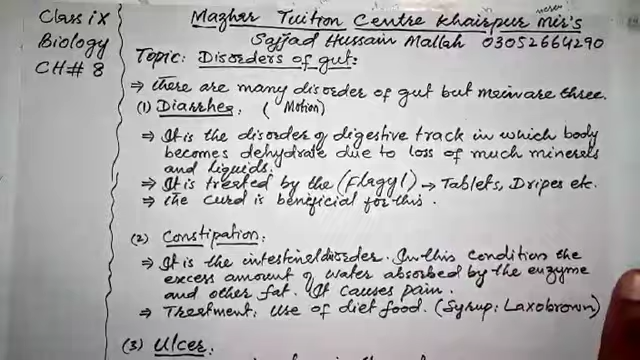 Class ix
Biology
CH# 8
Mazhar Tuition Centre Khairpur Mir's
Sajjad Hussain Mallah 03052664290
Topic: Disorders of gut:
⇒ There are many disorder of gut but mein are three.
(1) Diarrhea: (Motion)
⇒ It is the disorder of digestive track in which body
becomes dehydrate due to loss of much minerels
and liquids.
⇒ It is treated by the (Flagyl) → Tablets, Dripes etc.
⇒ The curd is beneficial for this.
(2) Constipation:
⇒ It is the intestinel disorder. In this condition the
excess amount of water absorbed by the enzyme
and other fat. It causes pain.
⇒ Treatment: Use of diet food. (Syrup: Laxobrown)
(3) Ulcer: